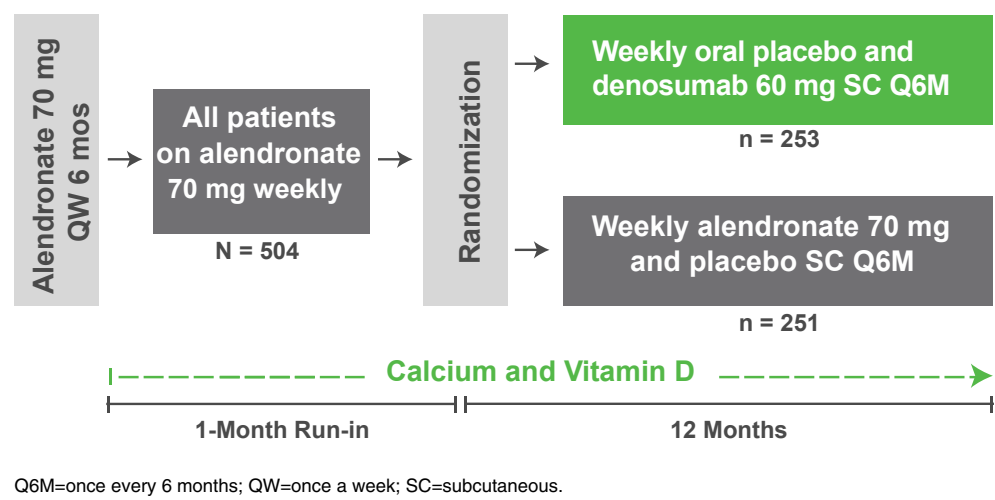 Alendronate 70 mg
QW 6 mos
All patients
on alendronate
70 mg weekly
N = 504
Randomization
Weekly oral placebo and
denosumab 60 mg SC Q6M
n = 253
Weekly alendronate 70 mg
and placebo SC Q6M
n = 251
Calcium and Vitamin D
1-Month Run-in
12 Months
Q6M=once every 6 months; QW=once a week; SC=subcutaneous.